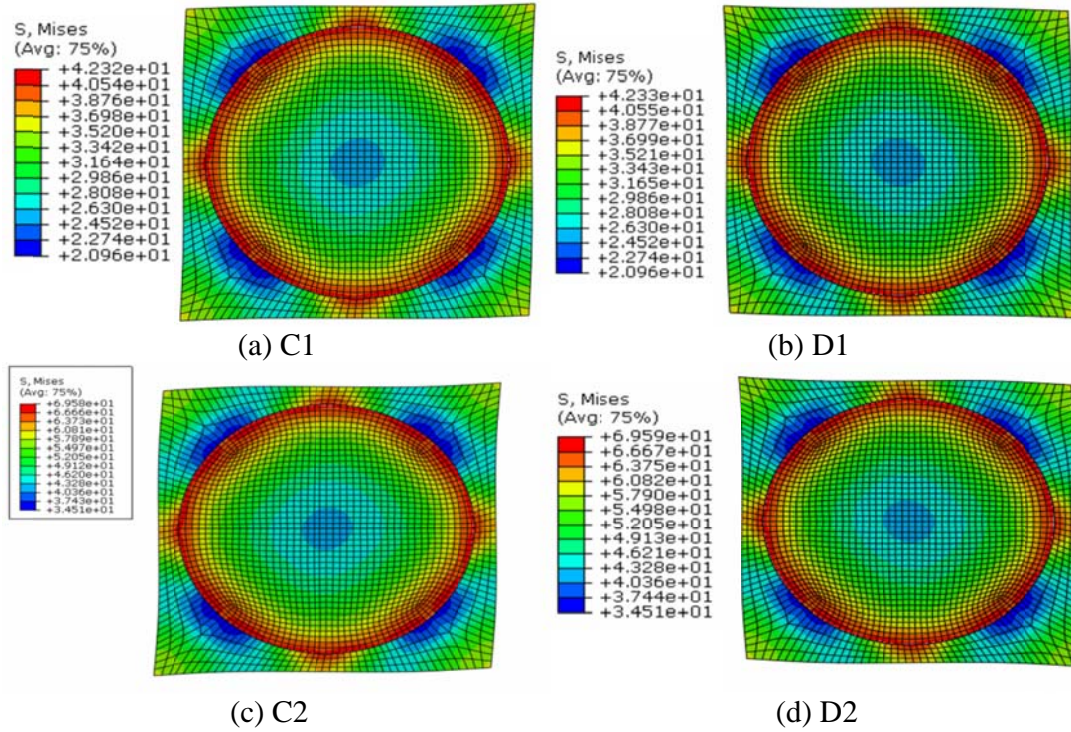 S, Mises
(Avg: 75%)
+4.232e+01
+4.054e+01
+3.876e+01
+3.698e+01
+3.520e+01
+3.342e+01
+3.164e+01
+2.986e+01
+2.808e+01
+2.630e+01
+2.452e+01
+2.274e+01
+2.096e+01
S, Mises
(Avg: 75%)
+4.233e+01
+4.055e+01
+3.877e+01
+3.699e+01
+3.521e+01
+3.343e+01
+3.165e+01
+2.986e+01
+2.808e+01
+2.630e+01
+2.452e+01
+2.274e+01
+2.096e+01
(a) C1
(b) D1
S, Mises
(Avg: 75%)
+6.958e+01
+6.666e+01
+6.373e+01
+6.081e+01
+5.789e+01
+5.497e+01
+5.205e+01
+4.912e+01
+4.620e+01
+4.328e+01
+4.036e+01
+3.743e+01
+3.451e+01
S, Mises
(Avg: 75%)
+6.959e+01
+6.667e+01
+6.375e+01
+6.082e+01
+5.790e+01
+5.498e+01
+5.205e+01
+4.913e+01
+4.621e+01
+4.328e+01
+4.036e+01
+3.744e+01
+3.451e+01
(c) C2
(d) D2